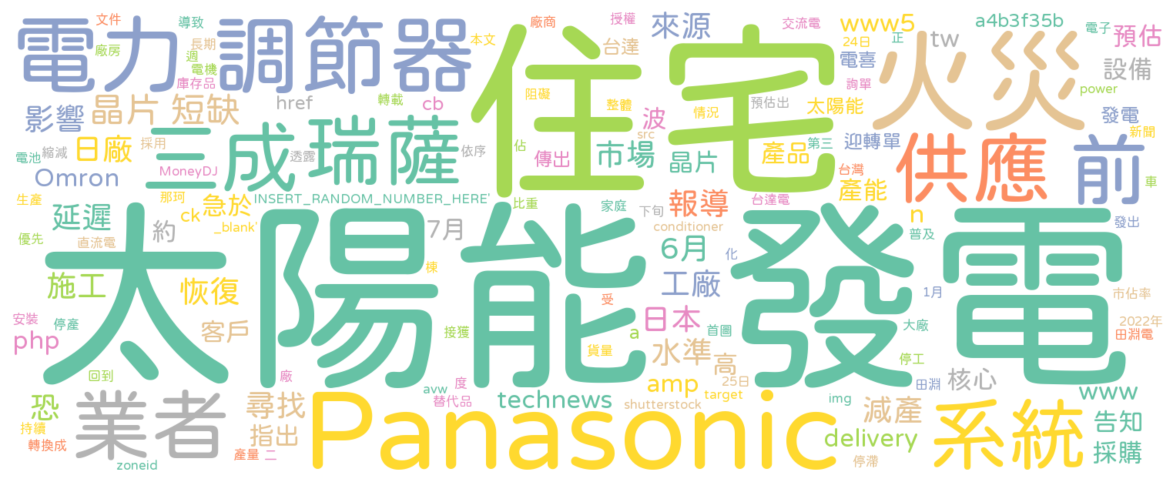 電力 調節器
住宅
火災
太陽能 發電
Panasonic
系統
業者
三成 瑞薩
供應
前
文件
導致
廠房
長期
週
電機
庫存品
廠商
本文
授權
來源
台達
交流電
24日
正
www5
tw
a4b3f35b
電子
預估
設備
電喜
詢單
影響
晶片 短缺
href
轉載
cb
阻礙
整體
情況
預估出
波
太陽能
power
發電
新聞
電池
縮減
日廠
採用
MoneyDJ
透露
依序
傳出
佔
src
市場
晶片
產品
第三
迎轉單
台灣
車
Omron
那珂
生產
延遲
ck
急於
_blank'
INSERT_RANDOM_NUMBER_HERE'
比重
家庭
下旬
報導
台達電
產能
n
普及
發出
優先
直流電
約
7月
conditioner
6月
化
施工
恢復
揀
工廠
1月
市佔率
受
安裝
php
停產
客戶
接獲
a
日本
首圖
大廠
2022年
田淵電
貨量
水準
高
停工
回到
廠
avw
度
替代品
amp
25日
target
田淵
核心
恐
持續
轉換成
尋找
指出
產量
二
technews
shutterstock
img
減產
www
delivery
告知
採購
停滯
zoneid